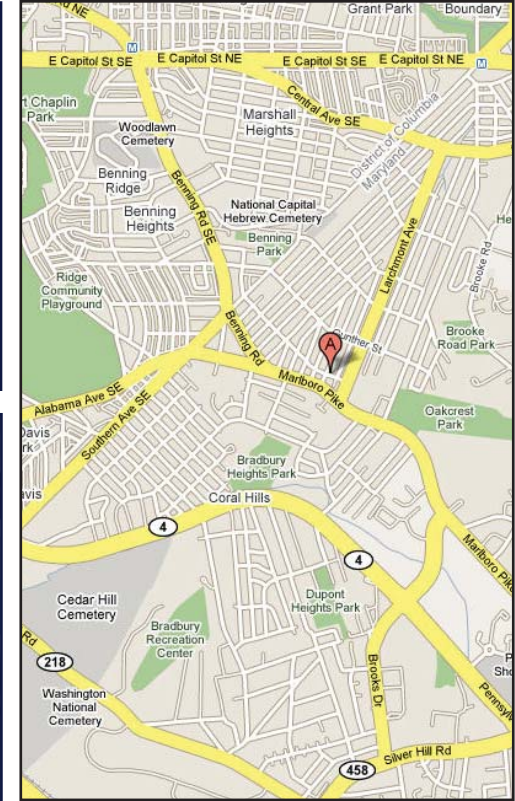 Grant Park
Boundary
NE
M
E Capitol St SE
E Capitol St NE
E Capitol St SE
E Capitol St NE
M
Chaplin
Park
Central Ave SE
Marshall
Heights
District of Columbia
Maryland
Woodlawn
Cemetery
Benning
Ridge
Benning Rd SE
Benning
Heights
National Capital
Hebrew Cemetery
Benning
Park
Larchmont Ave
Brooke Rd
Ridge
Community
Playground
Benning Rd
A
Gunther St
Brooke
Road Park
Marlboro Pike
Alabama Ave SE
Southern Ave SE
Oakcrest
Park
Davis
avis
Bradbury
Heights Park
Coral Hills
4
4
Marlboro Pike
Cedar Hill
Cemetery
Dupont
Heights Park
Bradbury
Recreation
Center
Rd
218
Brooks Dr
Washington
National
Cemetery
Silver Hill Rd
458